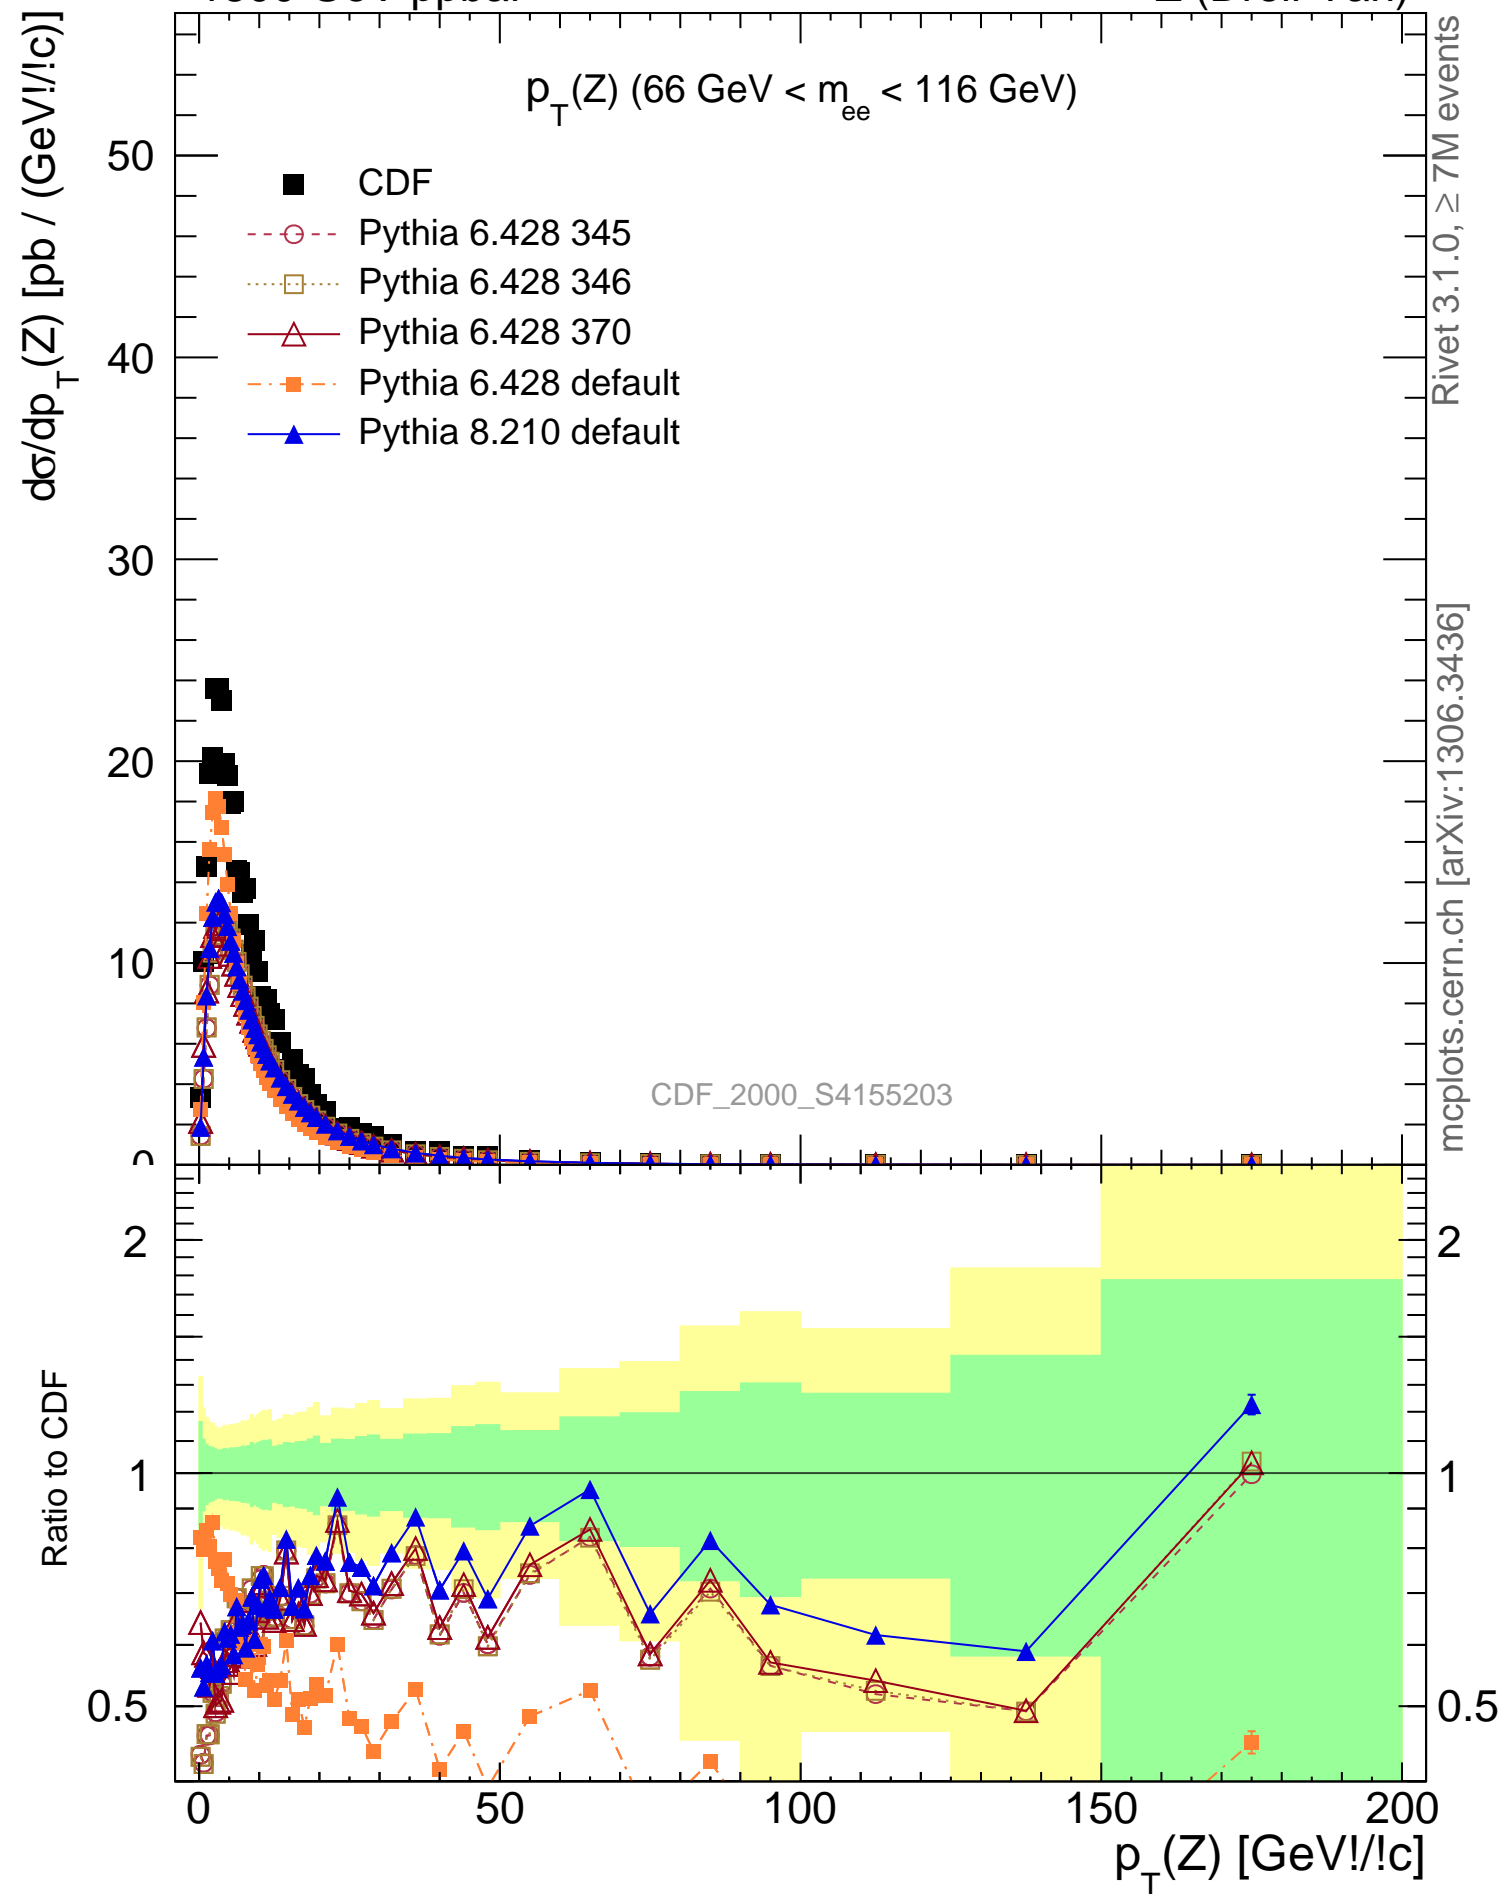 dσ/dp_T(Z) [pb / (GeV!/!c)]
p_T(Z) (66 GeV < m_ee < 116 GeV)
CDF
Pythia 6.428 345
Pythia 6.428 346
Pythia 6.428 370
Pythia 6.428 default
Pythia 8.210 default
50
40
30
20
10
0
CDF_2000_S4155203
Rivet 3.1.0, ≥ 7M events
mcplots.cern.ch [arXiv:1306.3436]
Ratio to CDF
2
1
0.5
2
1
0.5
0
50
100
150
200
p_T(Z) [GeV!/!c]